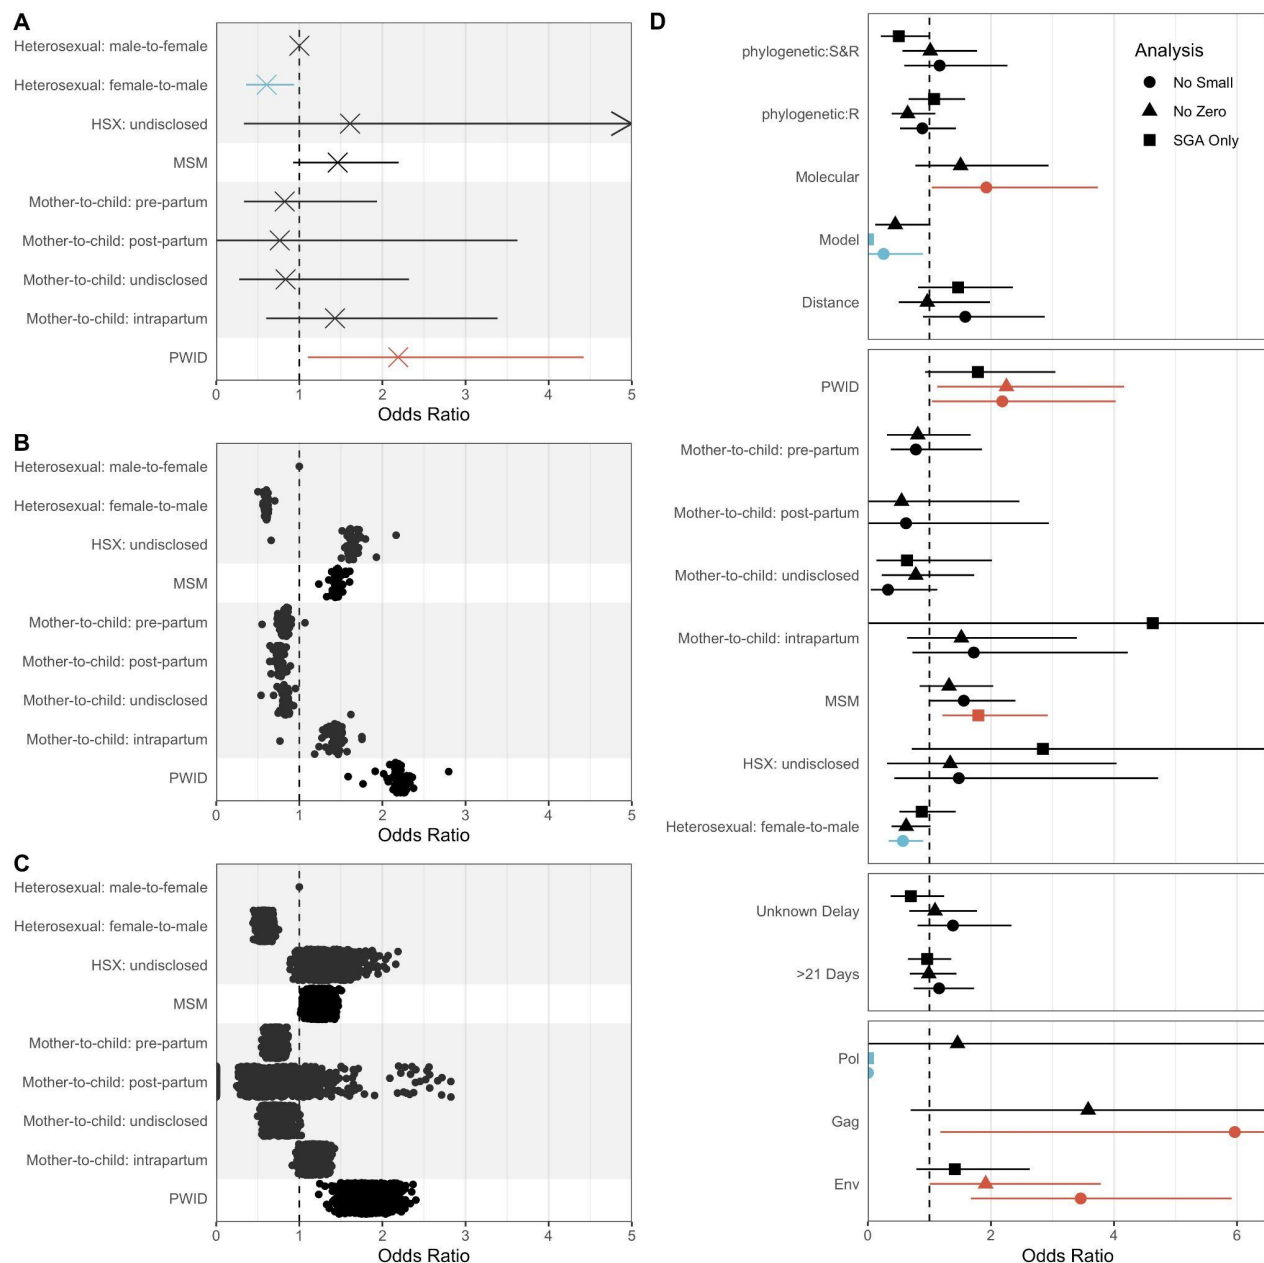 A
Heterosexual: male-to-female
Heterosexual: female-to-male
HSX: undisclosed
MSM
Mother-to-child: pre-partum
Mother-to-child: post-partum
Mother-to-child: undisclosed
Mother-to-child: intrapartum
PWID
0 1 2 3 4 5
Odds Ratio
B
Heterosexual: male-to-female
Heterosexual: female-to-male
HSX: undisclosed
MSM
Mother-to-child: pre-partum
Mother-to-child: post-partum
Mother-to-child: undisclosed
Mother-to-child: intrapartum
PWID
0 1 2 3 4 5
Odds Ratio
C
Heterosexual: male-to-female
Heterosexual: female-to-male
HSX: undisclosed
MSM
Mother-to-child: pre-partum
Mother-to-child: post-partum
Mother-to-child: undisclosed
Mother-to-child: intrapartum
PWID
0 1 2 3 4 5
Odds Ratio
D
phylogenetic:S&R
phylogenetic:R
Molecular
Model
Distance
Analysis
No Small
No Zero
SGA Only
PWID
Mother-to-child: pre-partum
Mother-to-child: post-partum
Mother-to-child: undisclosed
Mother-to-child: intrapartum
MSM
HSX: undisclosed
Heterosexual: female-to-male
Unknown Delay
>21 Days
Pol
Gag
Env
0 2 4 6
Odds Ratio